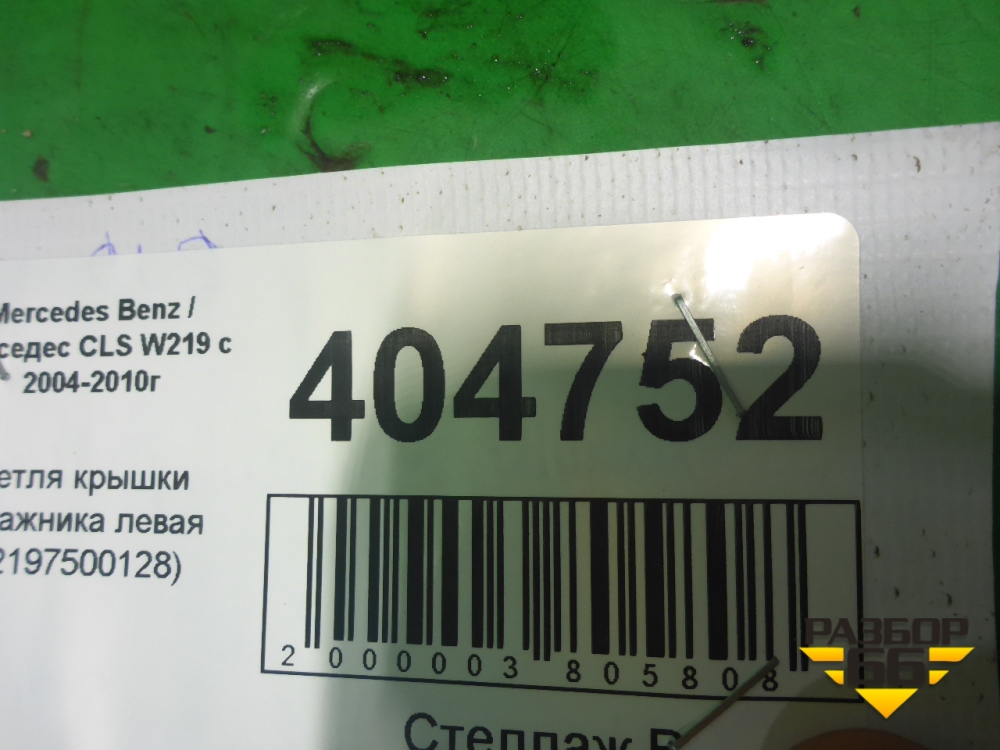 Mercedes Benz /
седес CLS W219 с
2004-2010г
404752
етля крышки
ажника левая
2197500128)
2 000003 805808
Стеллаж
РАЗБОР
66